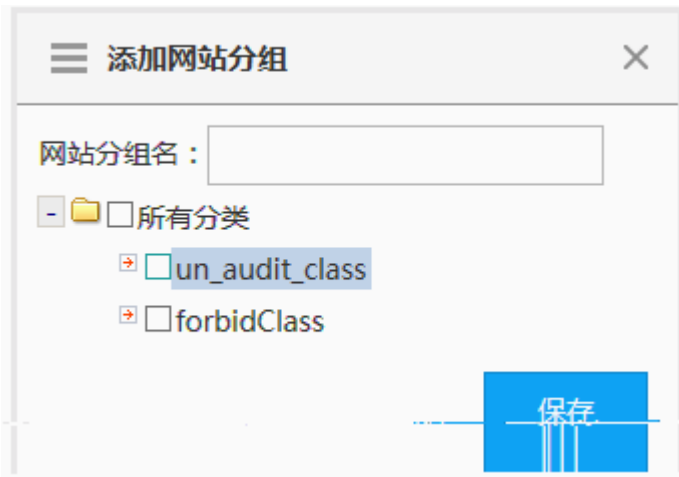 添加网站分组
网站分组名：
所有分类
un_audit_class
forbidClass
保存